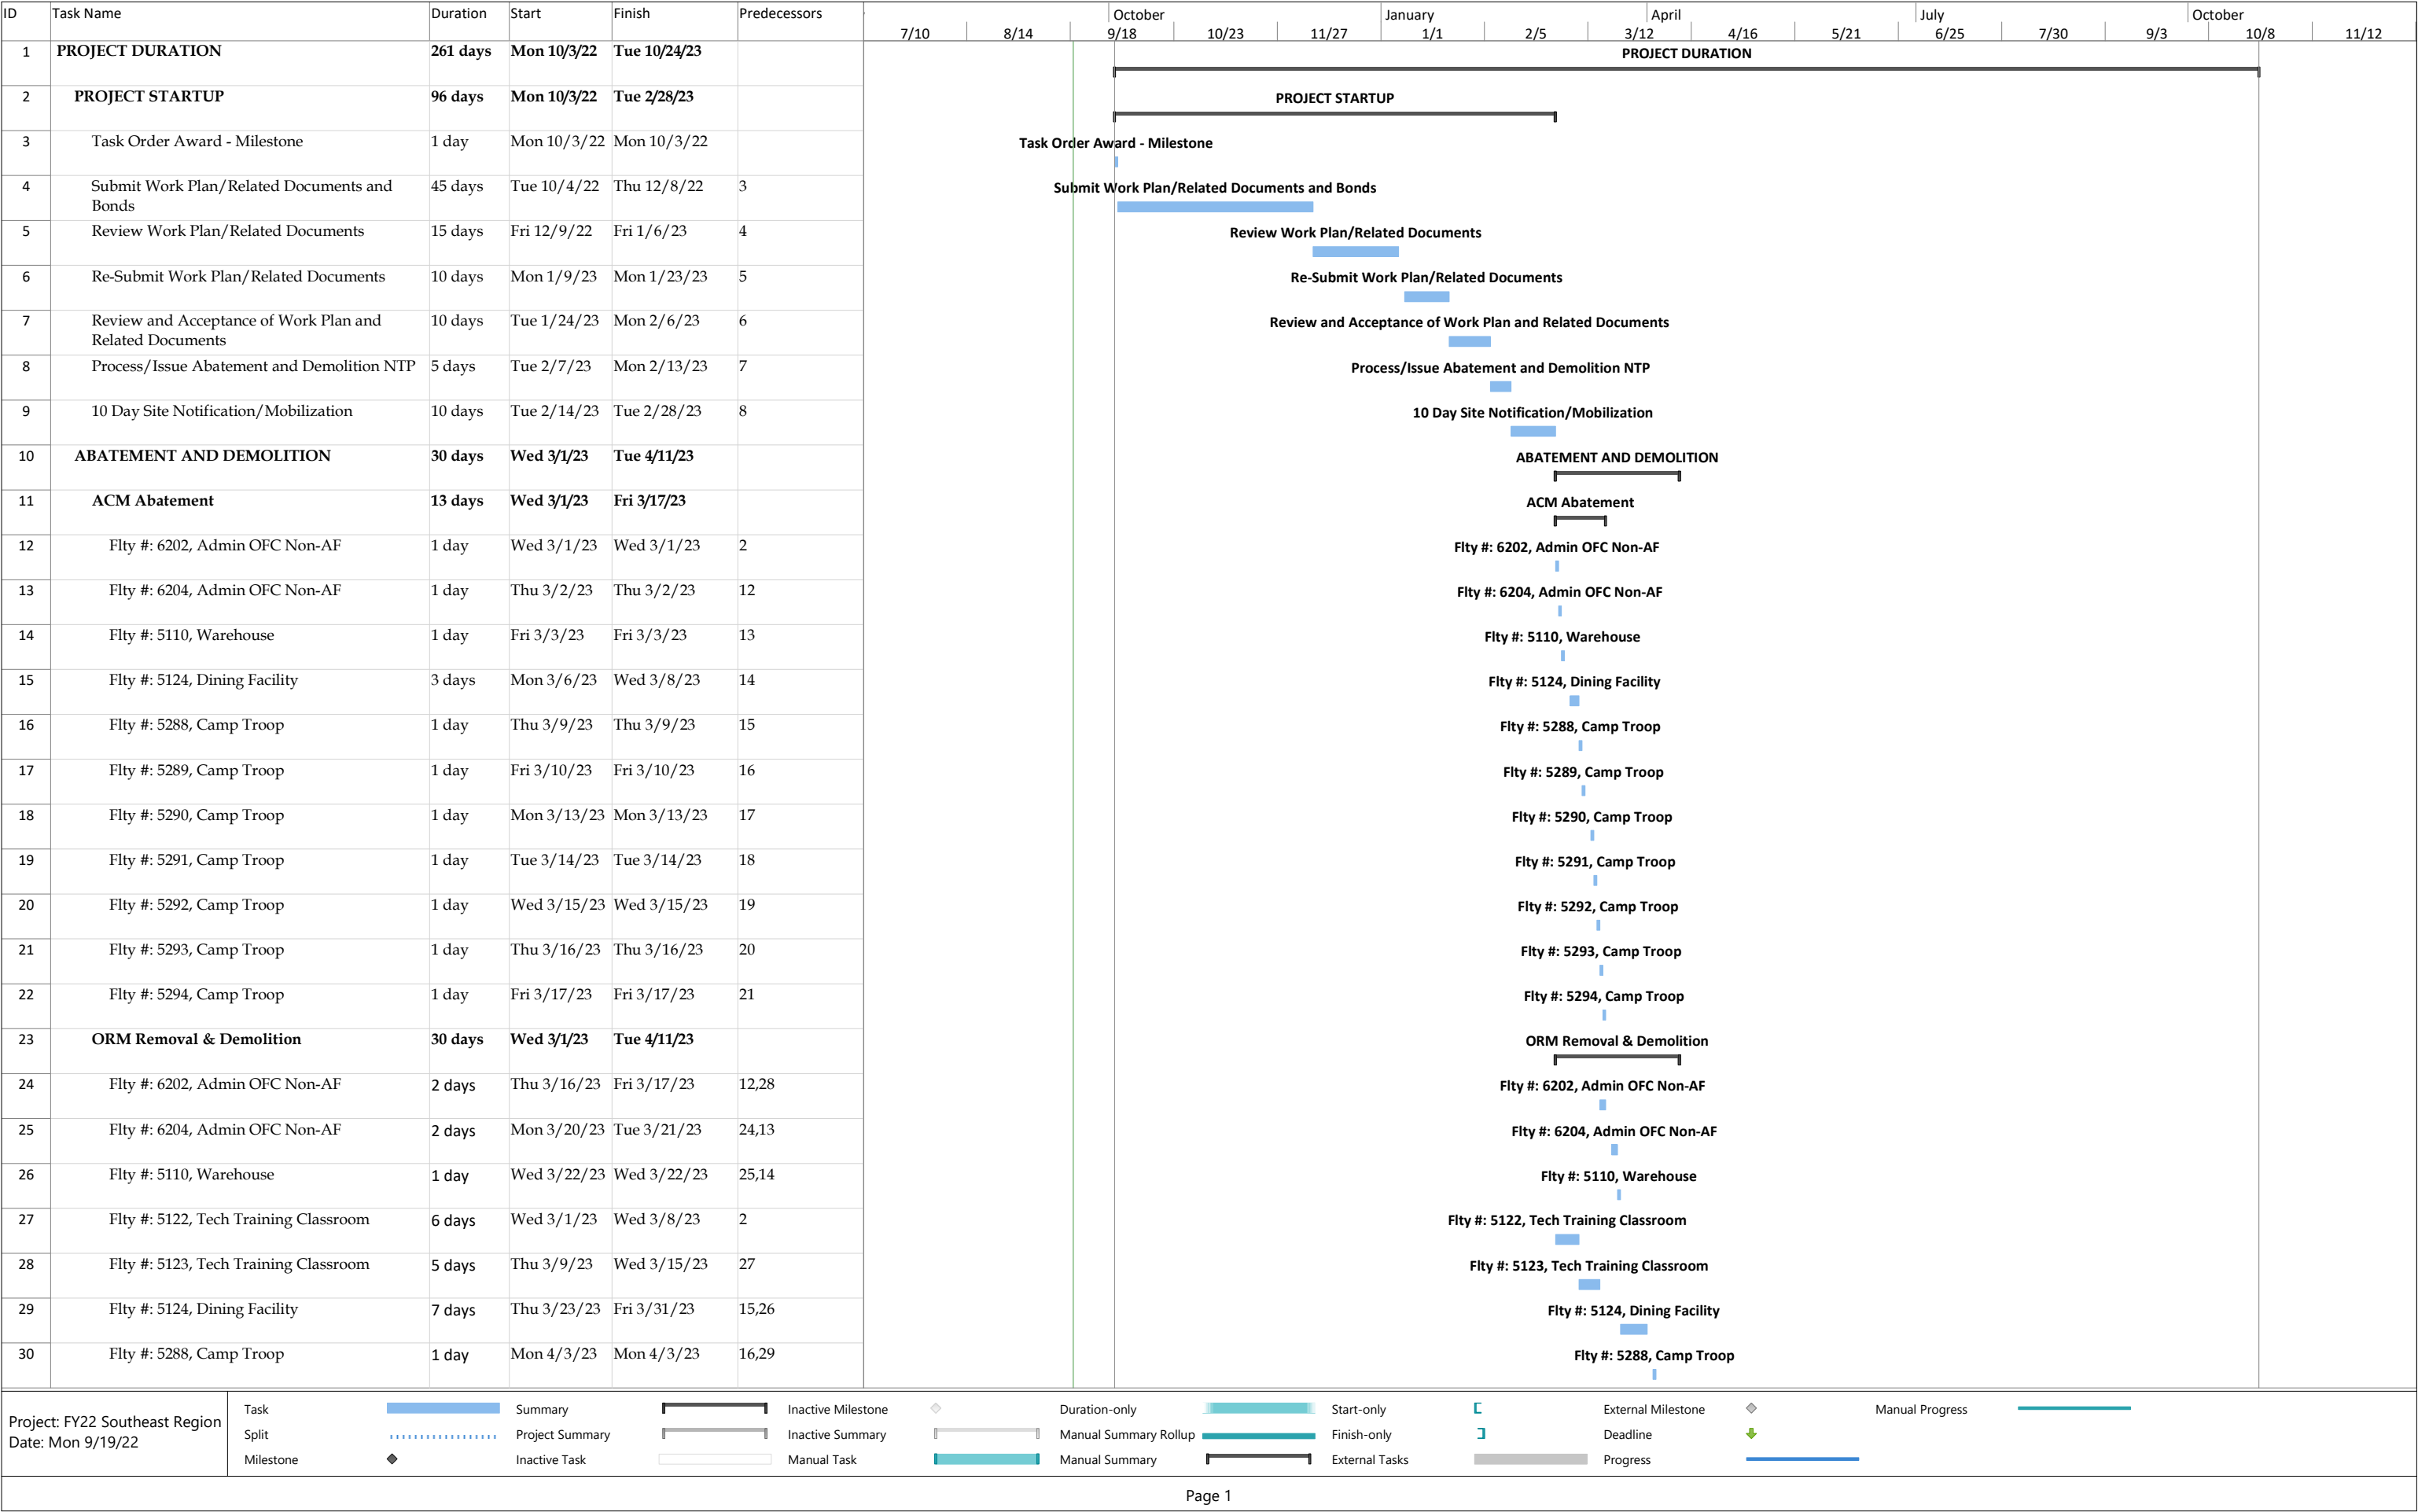 ID Task Name Duration Start Finish Predecessors October January April July October
7/10 8/14 9/18 10/23 11/27 1/1 2/5 3/12 4/16 5/21 6/25 7/30 9/3 10/8 11/12
1 PROJECT DURATION 261 days Mon 10/3/22 Tue 10/24/23 PROJECT DURATION
2 PROJECT STARTUP 96 days Mon 10/3/22 Tue 2/28/23 PROJECT STARTUP
3 Task Order Award - Milestone 1 day Mon 10/3/22 Mon 10/3/22 Task Order Award - Milestone
4 Submit Work Plan/Related Documents and 45 days Tue 10/4/22 Thu 12/8/22 3 Submit Work Plan/Related Documents and Bonds
Bonds
5 Review Work Plan/Related Documents 15 days Fri 12/9/22 Fri 1/6/23 4 Review Work Plan/Related Documents
6 Re-Submit Work Plan/Related Documents 10 days Mon 1/9/23 Mon 1/23/23 5 Re-Submit Work Plan/Related Documents
7 Review and Acceptance of Work Plan and 10 days Tue 1/24/23 Mon 2/6/23 6 Review and Acceptance of Work Plan and Related Documents
Related Documents
8 Process/Issue Abatement and Demolition NTP 5 days Tue 2/7/23 Mon 2/13/23 7 Process/Issue Abatement and Demolition NTP
9 10 Day Site Notification/Mobilization 10 days Tue 2/14/23 Tue 2/28/23 8 10 Day Site Notification/Mobilization
10 ABATEMENT AND DEMOLITION 30 days Wed 3/1/23 Tue 4/11/23 ABATEMENT AND DEMOLITION
11 ACM Abatement 13 days Wed 3/1/23 Fri 3/17/23 ACM Abatement
12 Flty #: 6202, Admin OFC Non-AF 1 day Wed 3/1/23 Wed 3/1/23 2 Flty #: 6202, Admin OFC Non-AF
13 Flty #: 6204, Admin OFC Non-AF 1 day Thu 3/2/23 Thu 3/2/23 12 Flty #: 6204, Admin OFC Non-AF
14 Flty #: 5110, Warehouse 1 day Fri 3/3/23 Fri 3/3/23 13 Flty #: 5110, Warehouse
15 Flty #: 5124, Dining Facility 3 days Mon 3/6/23 Wed 3/8/23 14 Flty #: 5124, Dining Facility
16 Flty #: 5288, Camp Troop 1 day Thu 3/9/23 Thu 3/9/23 15 Flty #: 5288, Camp Troop
17 Flty #: 5289, Camp Troop 1 day Fri 3/10/23 Fri 3/10/23 16 Flty #: 5289, Camp Troop
18 Flty #: 5290, Camp Troop 1 day Mon 3/13/23 Mon 3/13/23 17 Flty #: 5290, Camp Troop
19 Flty #: 5291, Camp Troop 1 day Tue 3/14/23 Tue 3/14/23 18 Flty #: 5291, Camp Troop
20 Flty #: 5292, Camp Troop 1 day Wed 3/15/23 Wed 3/15/23 19 Flty #: 5292, Camp Troop
21 Flty #: 5293, Camp Troop 1 day Thu 3/16/23 Thu 3/16/23 20 Flty #: 5293, Camp Troop
22 Flty #: 5294, Camp Troop 1 day Fri 3/17/23 Fri 3/17/23 21 Flty #: 5294, Camp Troop
23 ORM Removal & Demolition 30 days Wed 3/1/23 Tue 4/11/23 ORM Removal & Demolition
24 Flty #: 6202, Admin OFC Non-AF 2 days Thu 3/16/23 Fri 3/17/23 12,28 Flty #: 6202, Admin OFC Non-AF
25 Flty #: 6204, Admin OFC Non-AF 2 days Mon 3/20/23 Tue 3/21/23 24,13 Flty #: 6204, Admin OFC Non-AF
26 Flty #: 5110, Warehouse 1 day Wed 3/22/23 Wed 3/22/23 25,14 Flty #: 5110, Warehouse
27 Flty #: 5122, Tech Training Classroom 6 days Wed 3/1/23 Wed 3/8/23 2 Flty #: 5122, Tech Training Classroom
28 Flty #: 5123, Tech Training Classroom 5 days Thu 3/9/23 Wed 3/15/23 27 Flty #: 5123, Tech Training Classroom
29 Flty #: 5124, Dining Facility 7 days Thu 3/23/23 Fri 3/31/23 15,26 Flty #: 5124, Dining Facility
30 Flty #: 5288, Camp Troop 1 day Mon 4/3/23 Mon 4/3/23 16,29 Flty #: 5288, Camp Troop
Project: FY22 Southeast Region
Date: Mon 9/19/22
Task Summary Inactive Milestone Duration-only Start-only External Milestone Manual Progress
Split Project Summary Inactive Summary Manual Summary Rollup Finish-only Deadline
Milestone Inactive Task Manual Task Manual Summary External Tasks Progress
Page 1